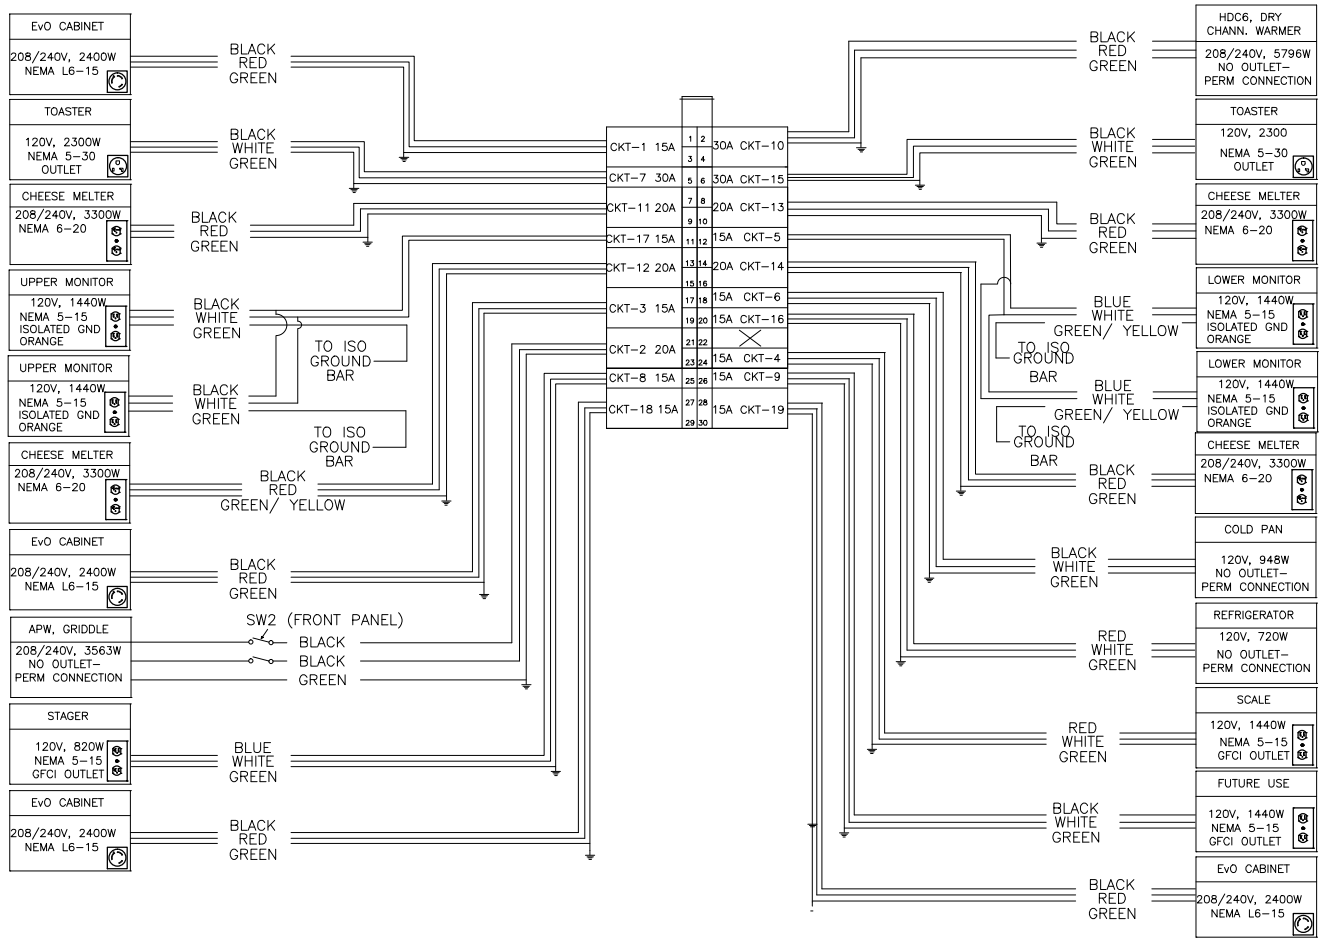 EvO CABINET
208/240V, 2400W
NEMA L6-15
BLACK
RED
GREEN
TOASTER
120V, 2300W
NEMA 5-30
OUTLET
BLACK
WHITE
GREEN
CHEESE MELTER
208/240V, 3300W
NEMA 6-20
BLACK
RED
GREEN
UPPER MONITOR
120V, 1440W
NEMA 5-15
ISOLATED GND
ORANGE
BLACK
WHITE
GREEN
TO ISO
GROUND
BAR
UPPER MONITOR
120V, 1440W
NEMA 5-15
ISOLATED GND
ORANGE
BLACK
WHITE
GREEN
TO ISO
GROUND
BAR
CHEESE MELTER
208/240V, 3300W
NEMA 6-20
BLACK
RED
GREEN/ YELLOW
EvO CABINET
208/240V, 2400W
NEMA L6-15
BLACK
RED
GREEN
APW, GRIDDLE
208/240V, 3563W
NO OUTLET-
PERM CONNECTION
SW2 (FRONT PANEL)
BLACK
BLACK
GREEN
STAGER
120V, 820W
NEMA 5-15
GFCI OUTLET
BLUE
WHITE
GREEN
EvO CABINET
208/240V, 2400W
NEMA L6-15
BLACK
RED
GREEN
CKT-1 15A 1 2 30A CKT-10
3 4
CKT-7 30A 5 6 30A CKT-15
CKT-11 20A 7 8 20A CKT-13
9 10
CKT-17 15A 11 12 15A CKT-5
CKT-12 20A 13 14 20A CKT-14
15 16
CKT-3 15A 17 18 15A CKT-6
19 20 15A CKT-16
CKT-2 20A 21 22
23 24 15A CKT-4
CKT-8 15A 25 26 15A CKT-9
CKT-18 15A 27 28 15A CKT-19
29 30
HDC6, DRY
CHANN. WARMER
208/240V, 5796W
NO OUTLET-
PERM CONNECTION
BLACK
RED
GREEN
TOASTER
120V, 2300
NEMA 5-30
OUTLET
BLACK
WHITE
GREEN
CHEESE MELTER
208/240V, 3300W
NEMA 6-20
BLACK
RED
GREEN
LOWER MONITOR
120V, 1440W
NEMA 5-15
ISOLATED GND
ORANGE
BLUE
WHITE
GREEN/ YELLOW
TO ISO
GROUND
BAR
LOWER MONITOR
120V, 1440W
NEMA 5-15
ISOLATED GND
ORANGE
BLUE
WHITE
GREEN/ YELLOW
TO ISO
GROUND
BAR
CHEESE MELTER
208/240V, 3300W
NEMA 6-20
BLACK
RED
GREEN
COLD PAN
120V, 948W
NO OUTLET-
PERM CONNECTION
BLACK
WHITE
GREEN
REFRIGERATOR
120V, 720W
NO OUTLET-
PERM CONNECTION
RED
WHITE
GREEN
SCALE
120V, 1440W
NEMA 5-15
GFCI OUTLET
RED
WHITE
GREEN
FUTURE USE
120V, 1440W
NEMA 5-15
GFCI OUTLET
BLACK
WHITE
GREEN
EvO CABINET
208/240V, 2400W
NEMA L6-15
BLACK
RED
GREEN